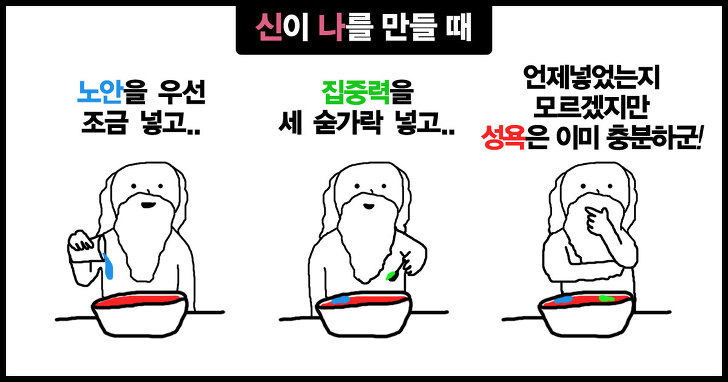 신이 나를 만들 때
노안을 우선
조금 넣고..
집중력을
세 숟가락 넣고..
언제넣었는지
모르겠지만
성욕은 이미 충분하군!